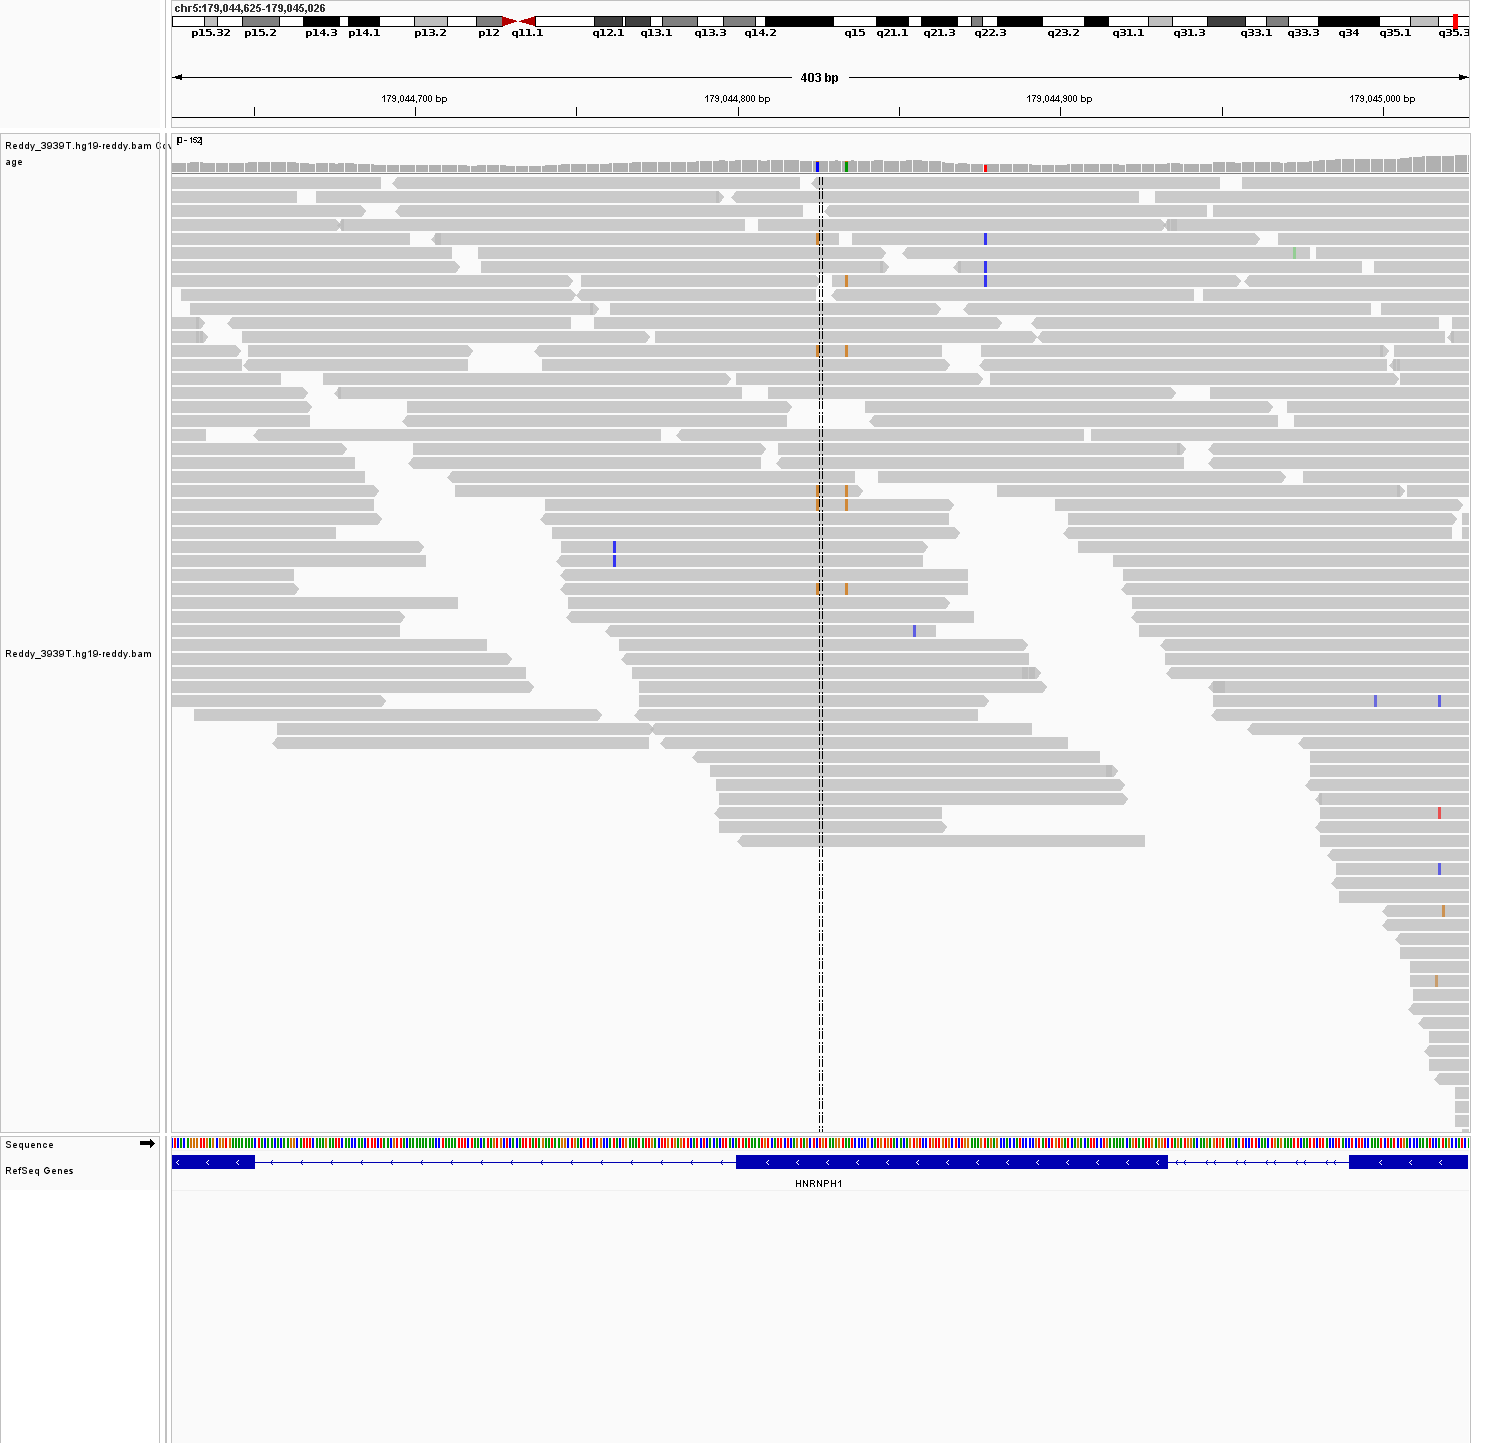 chr5:179,044,625-179,045,026
p15.32 p15.2 p14.3 p14.1 p13.2 p12 q11.1 q12.1 q13.1 q13.3 q14.2 q15 q21.1 q21.3 q22.3 q23.2 q31.1 q31.3 q33.1 q33.3 q34 q35.1 q35.3
403 bp
179,044,700 bp 179,044,800 bp 179,044,900 bp 179,045,000 bp
[0 - 152]
Reddy_3939T.hg19-reddy.bam Cov
age
Reddy_3939T.hg19-reddy.bam
Sequence
RefSeq Genes
HNRNPH1